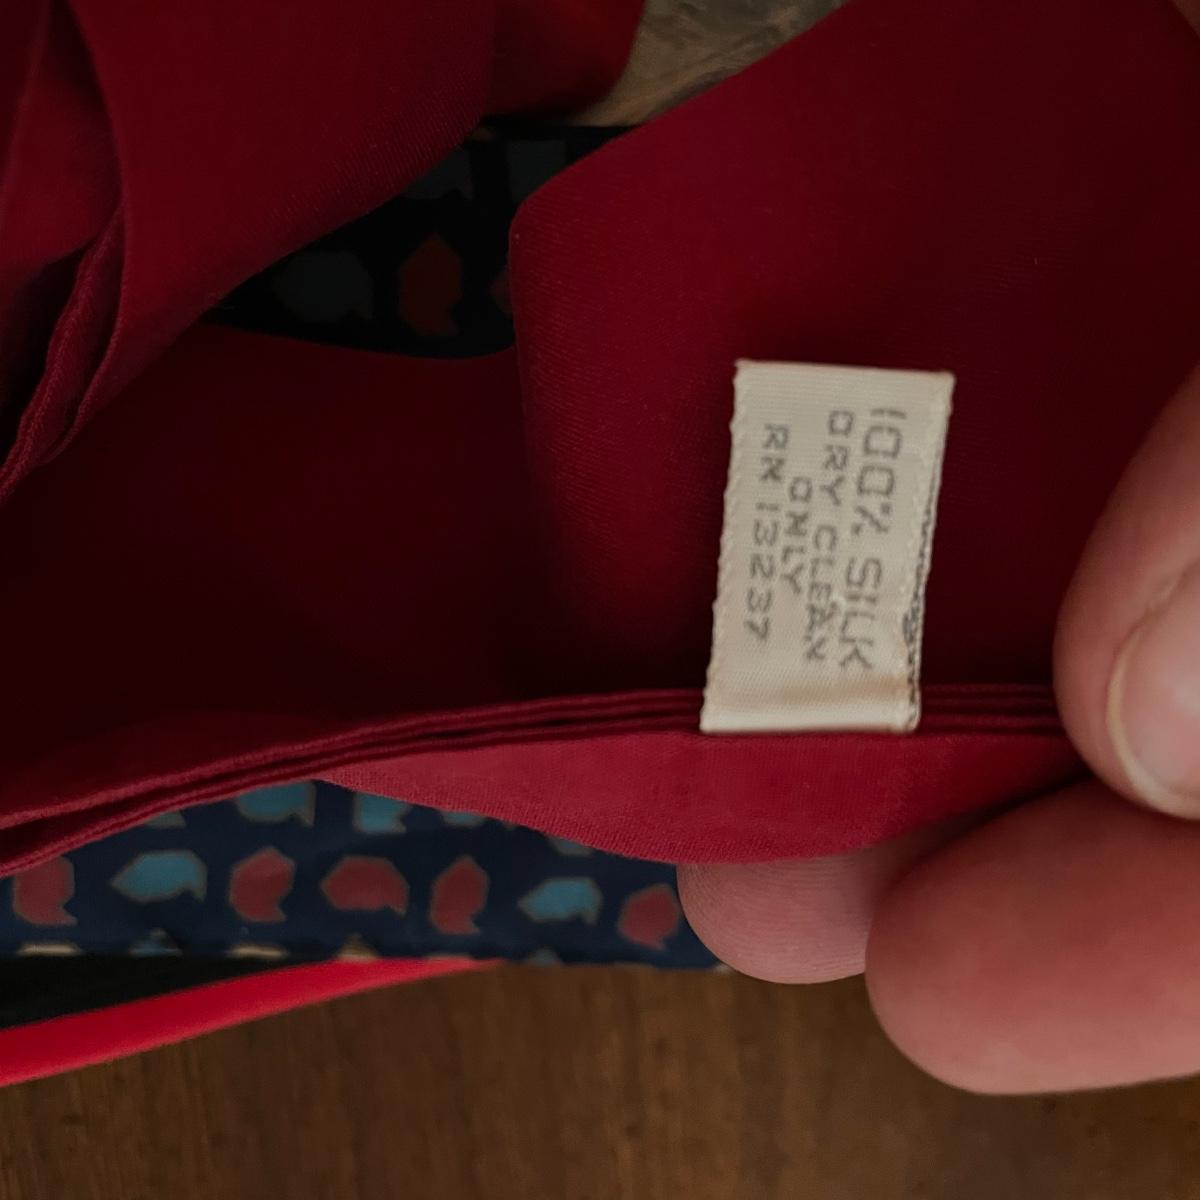 100% SILK
DRY CLEAN
ONLY
RN 13237